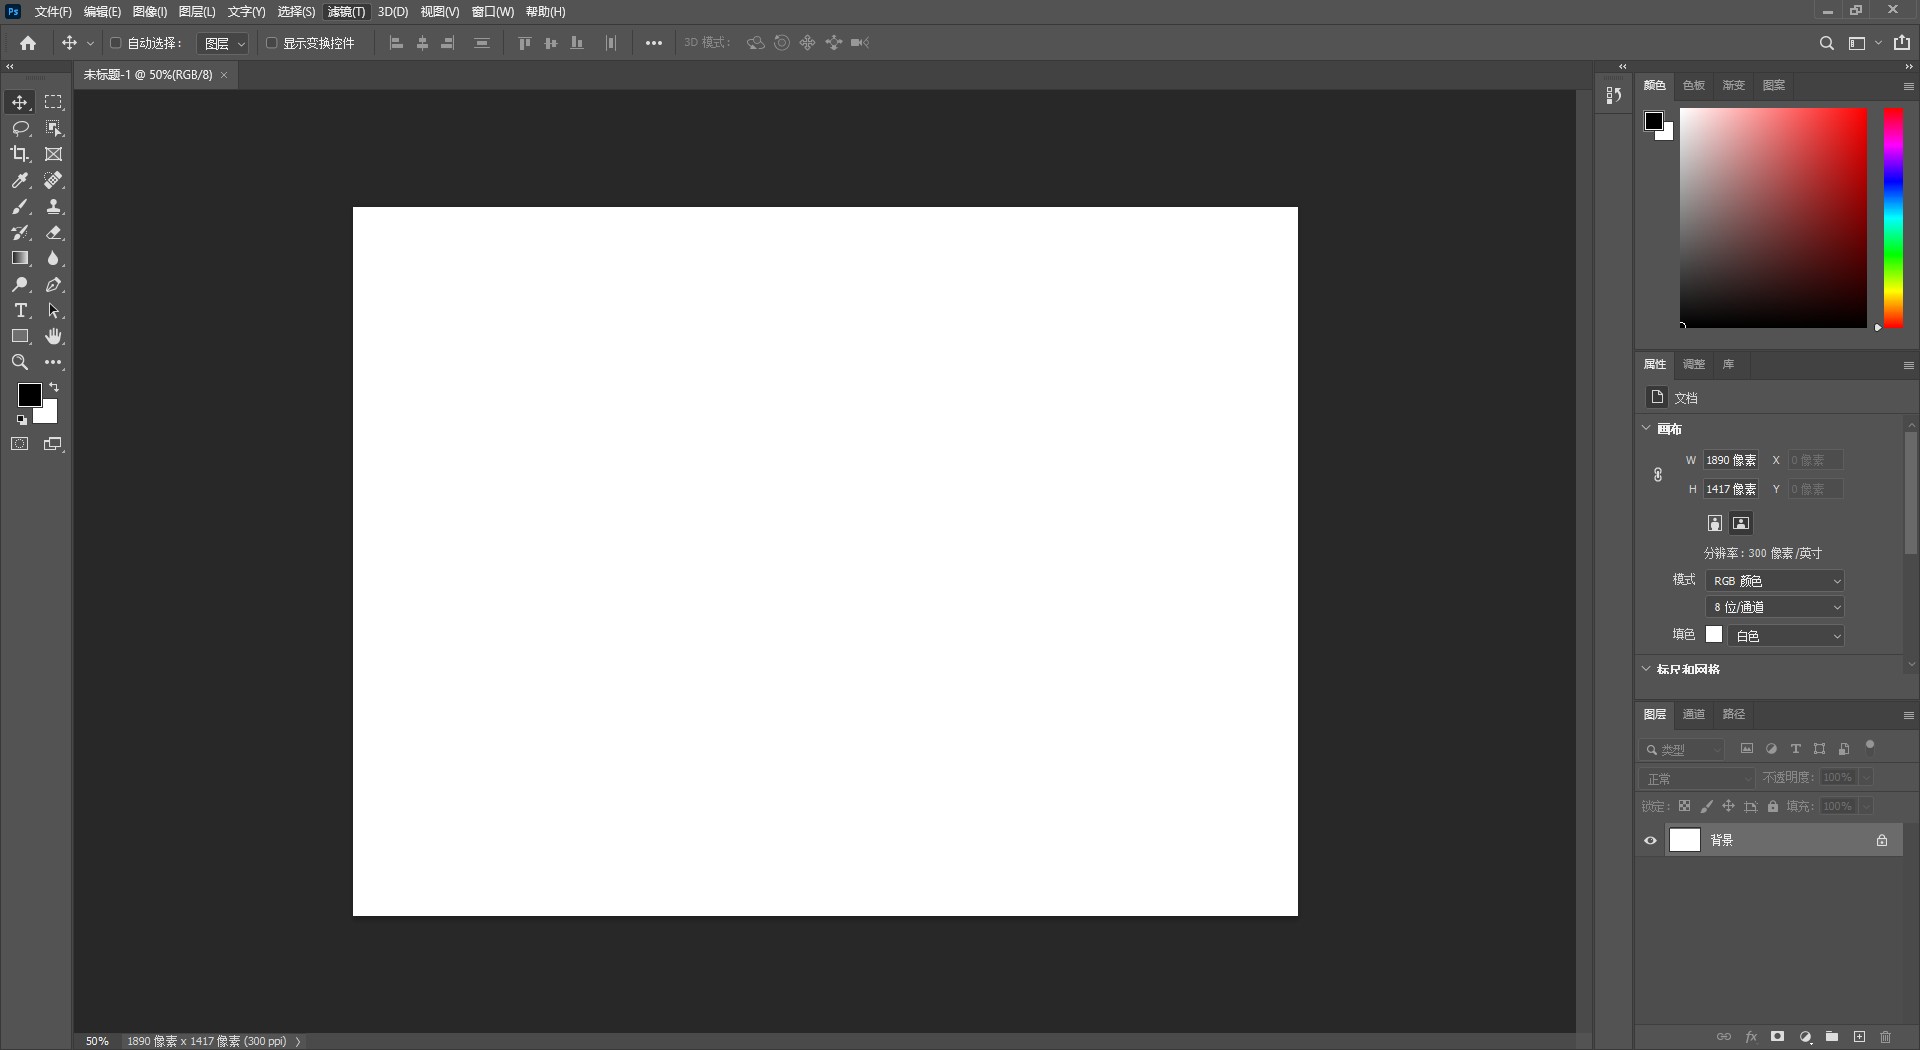 Ps 文件(F) 编辑(E) 图像(I) 图层(L) 文字(Y) 选择(S) 滤镜(T) 3D(D) 视图(V) 窗口(W) 帮助(H)
自动选择： 图层 显示变换控件 3D 模式：
未标题-1 @ 50%(RGB/8) ×
颜色 色板 渐变 图案
属性 调整 库
文档
画布
W 1890 像素 X 0 像素
H 1417 像素 Y 0 像素
分辨率：300 像素/英寸
模式 RGB 颜色
8 位/通道
填色 白色
标尺和网格
图层 通道 路径
类型
正常 不透明度： 100%
锁定： 填充： 100%
背景
fx
50% 1890 像素 x 1417 像素 (300 ppi)